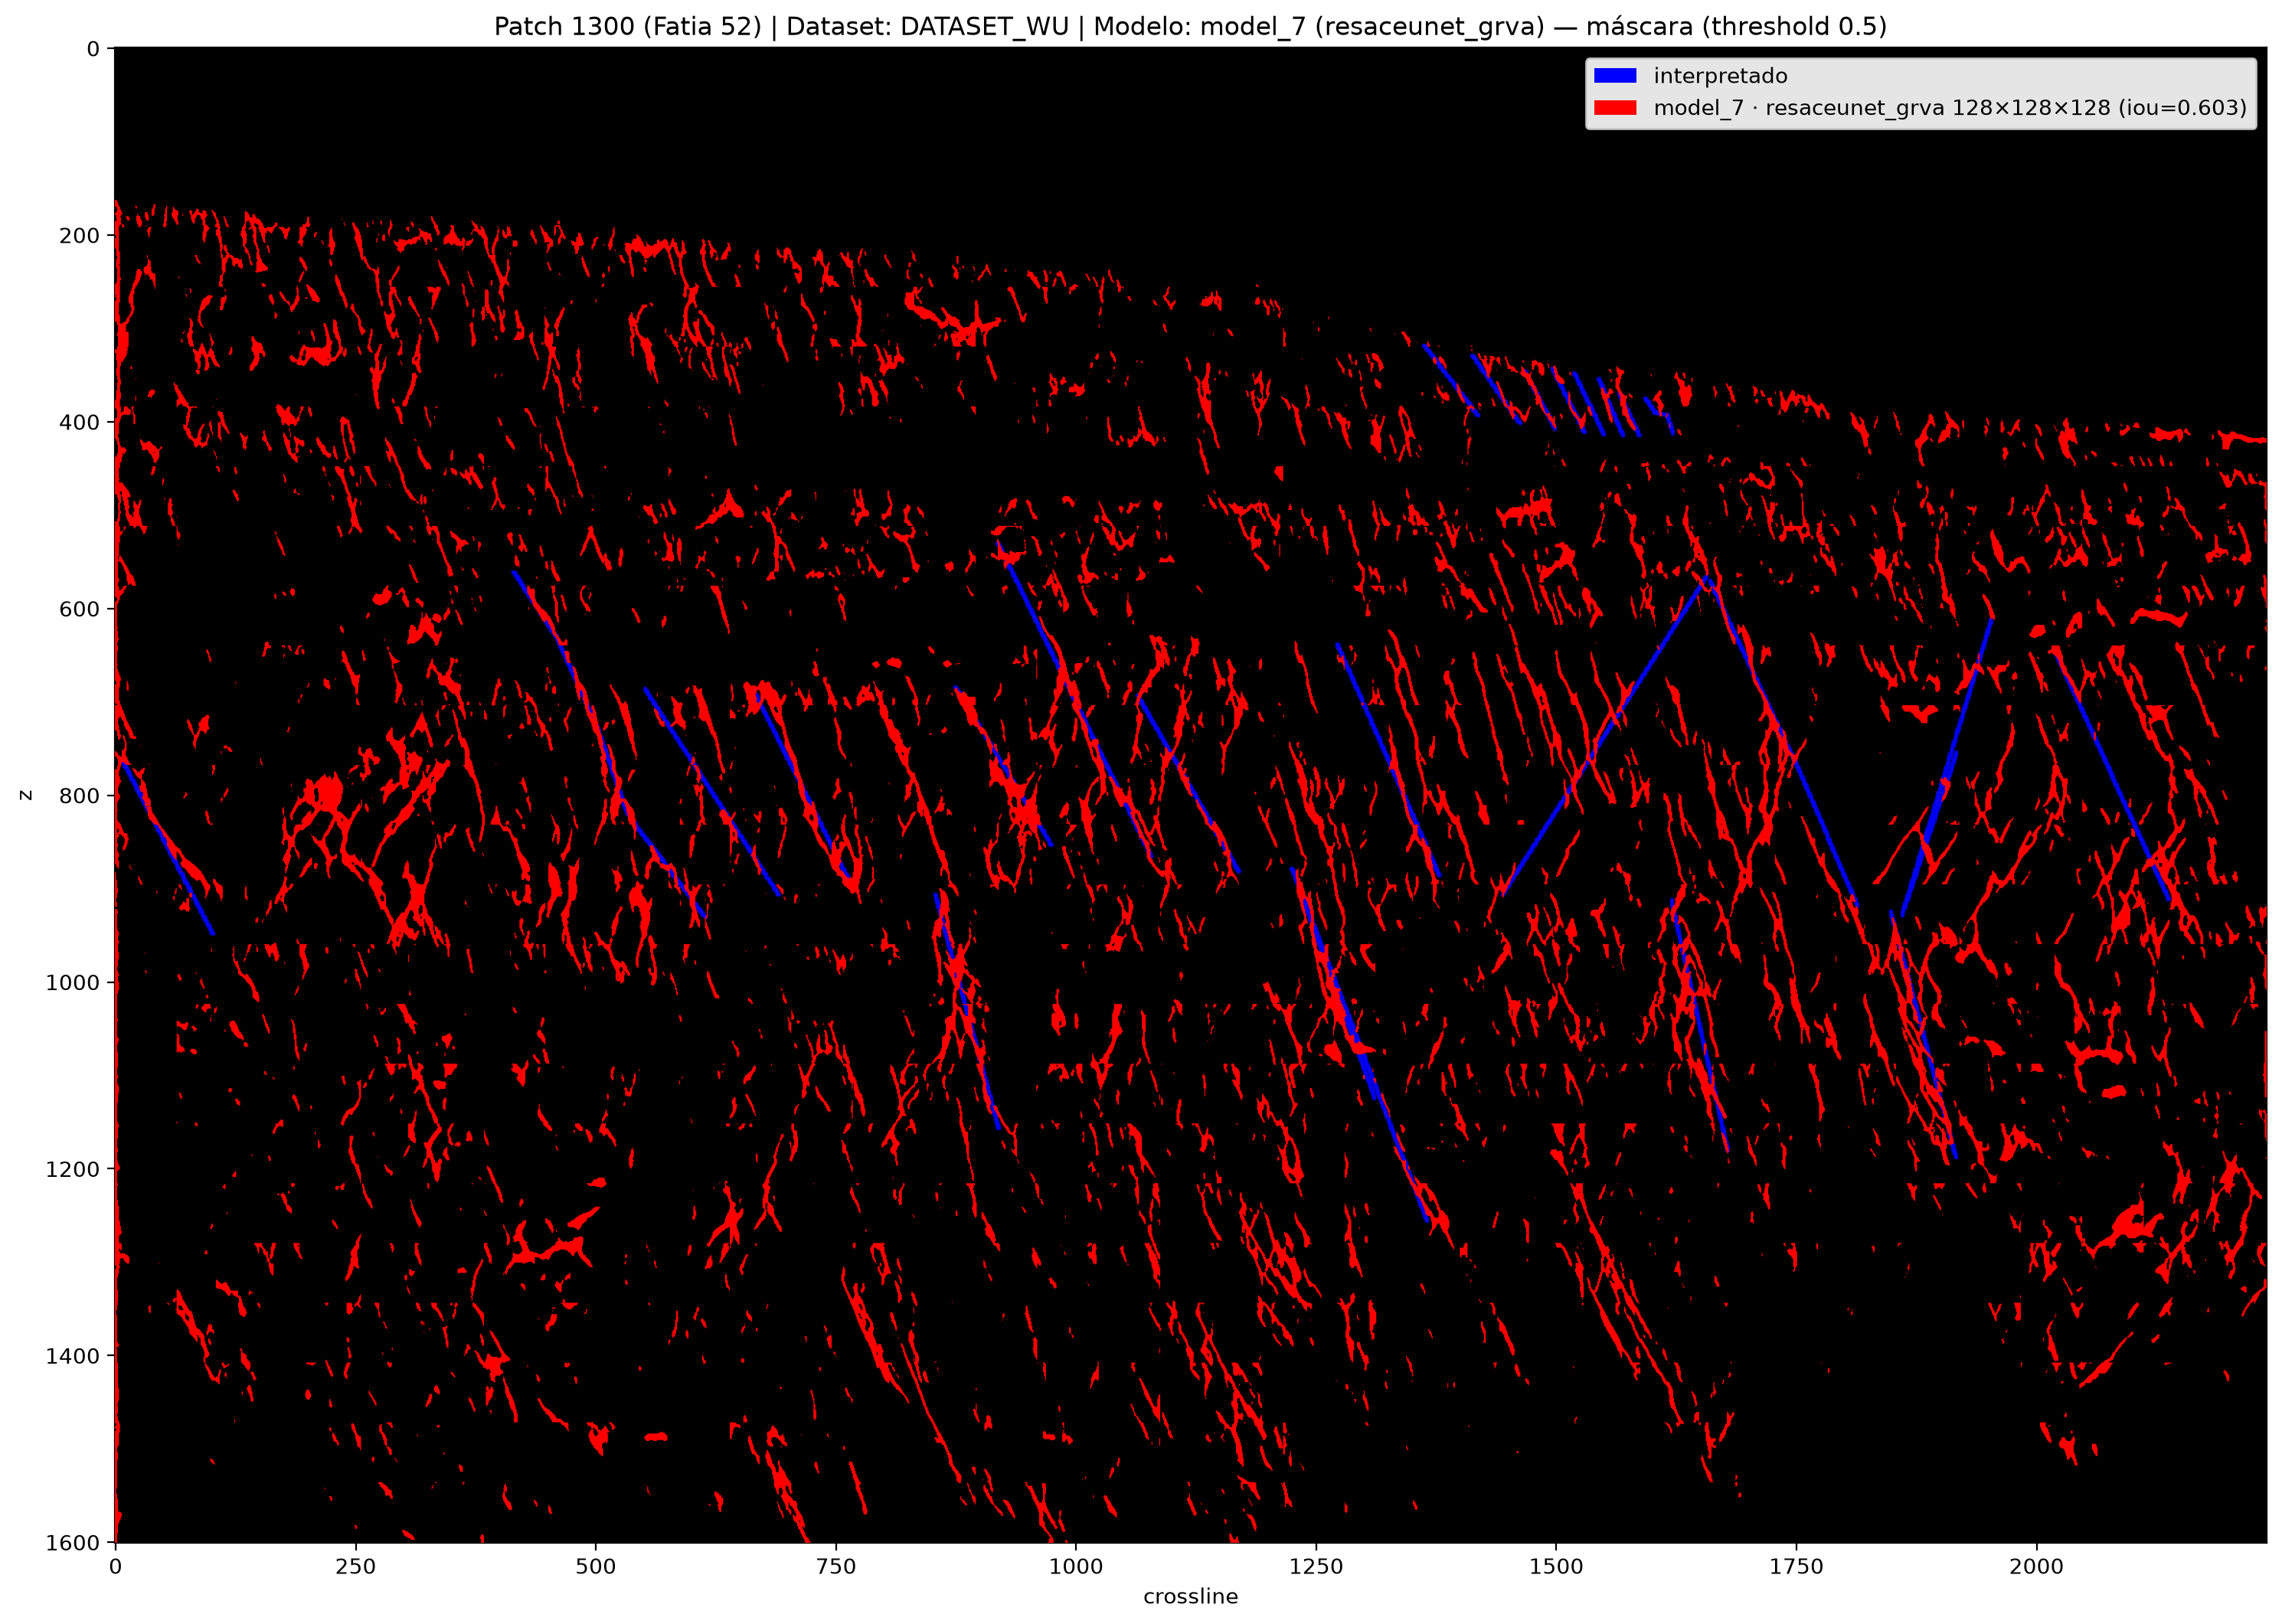 Patch 1300 (Fatia 52) | Dataset: DATASET_WU | Modelo: model_7 (resaceunet_grva) — máscara (threshold 0.5)
interpretado
model_7 · resaceunet_grva 128×128×128 (iou=0.603)
0
200
400
600
800
1000
1200
1400
1600
z
0 250 500 750 1000 1250 1500 1750 2000
crossline